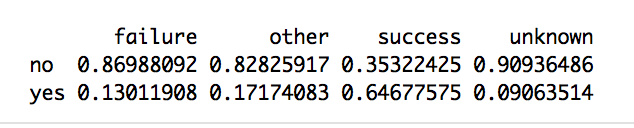 failure other success unknown
no 0.86988092 0.82825917 0.35322425 0.90936486
yes 0.13011908 0.17174083 0.64677575 0.09063514